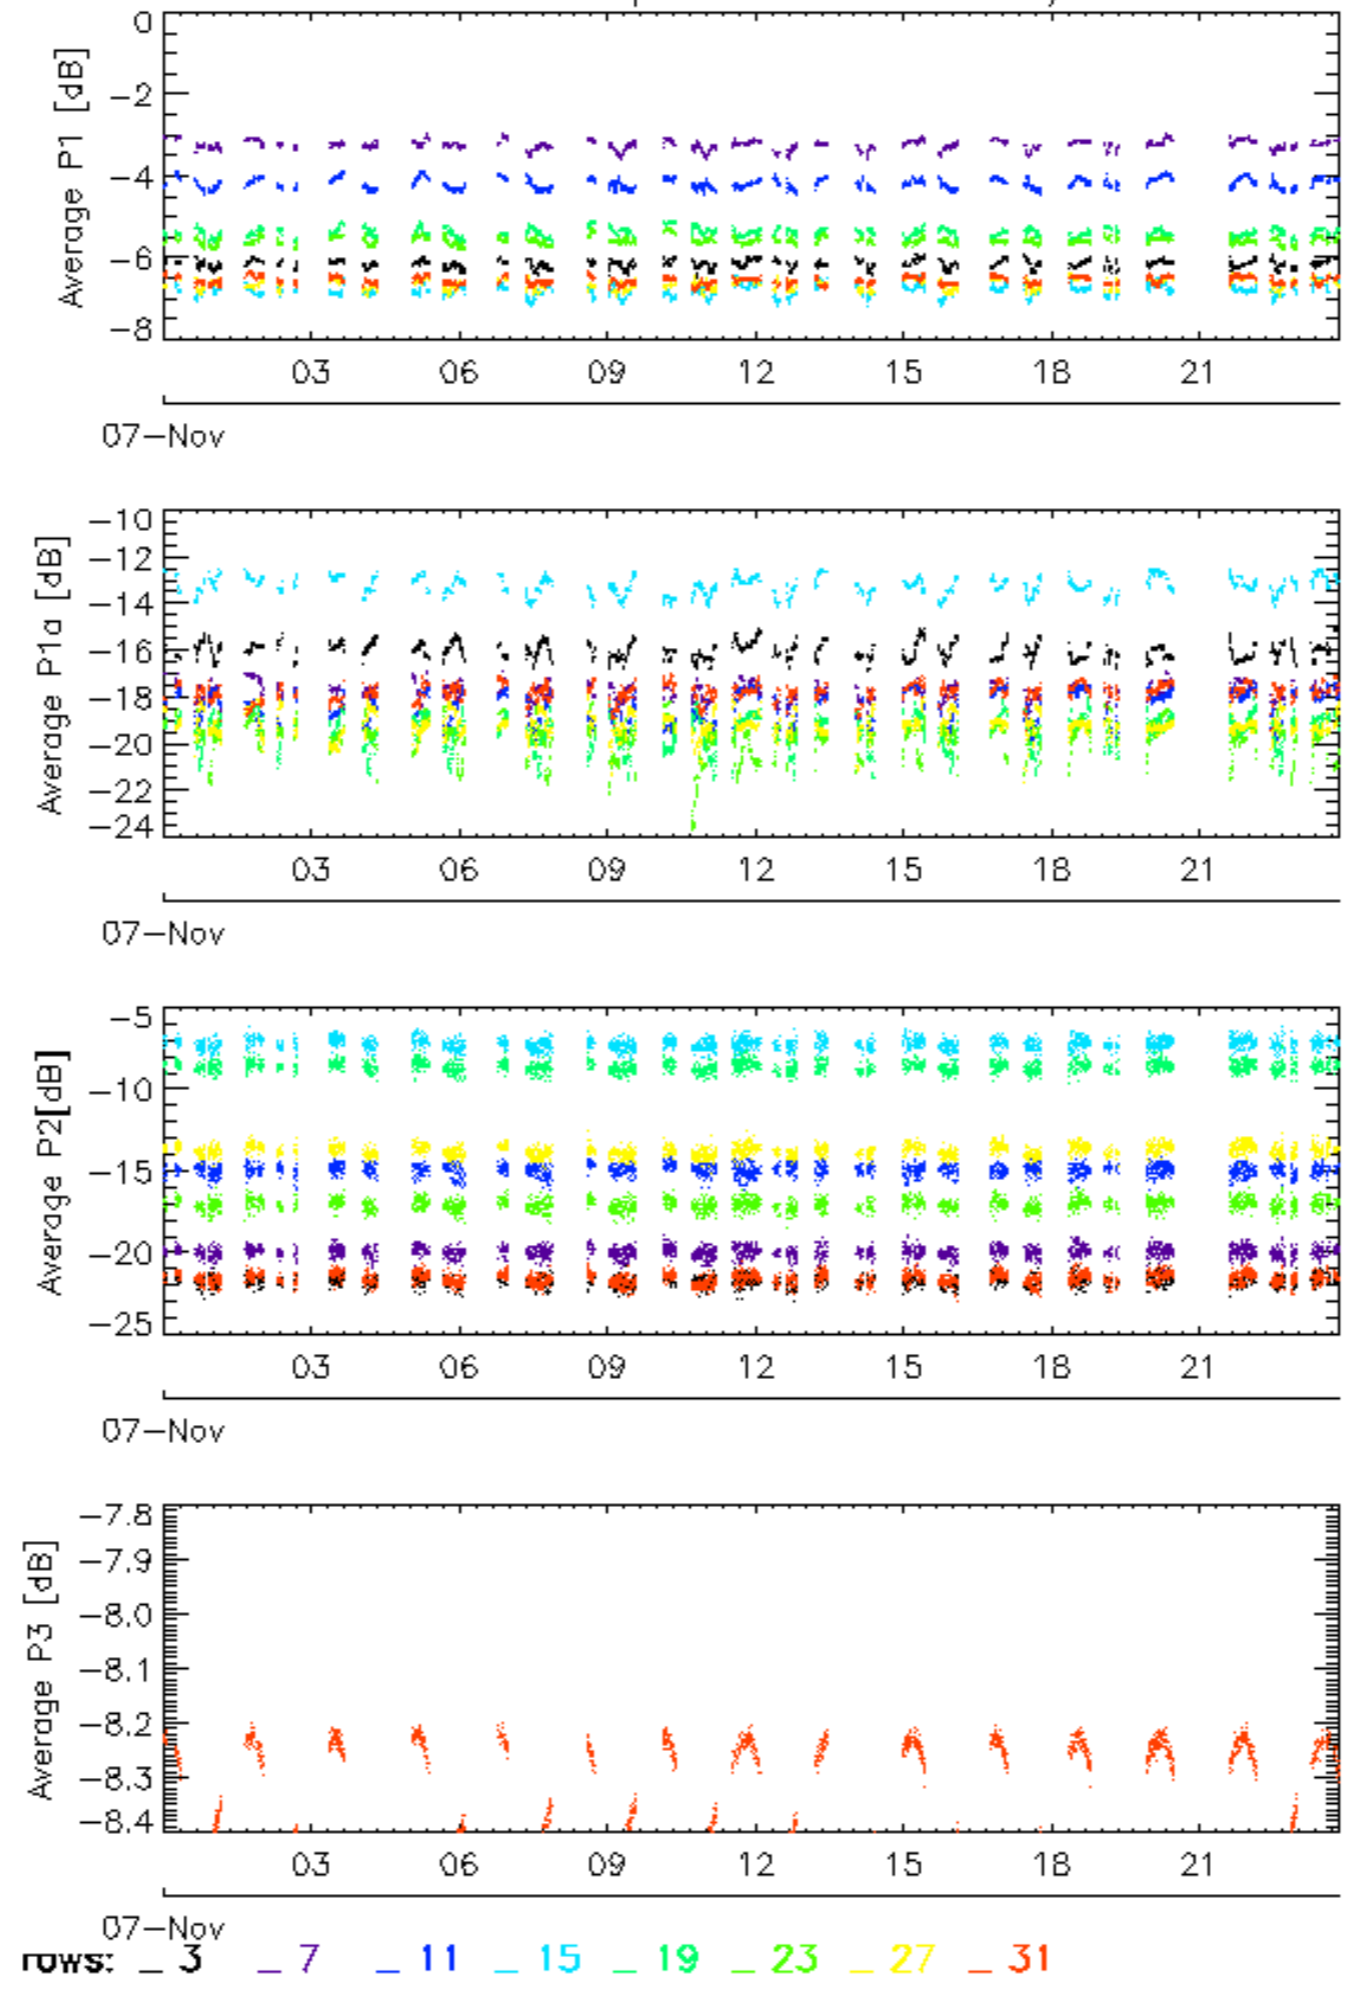 0
-2
-4
-6
-8
Average P1 [dB]
03 06 09 12 15 18 21
07-Nov
-10
-12
-14
-16
-18
-20
-22
-24
Average P1a [dB]
03 06 09 12 15 18 21
07-Nov
-5
-10
-15
-20
-25
Average P2[dB]
03 06 09 12 15 18 21
07-Nov
-7.8
-7.9
-8.0
-8.1
-8.2
-8.3
-8.4
Average P3 [dB]
03 06 09 12 15 18 21
07-Nov
rows: _ 3 _ 7 _ 11 _ 15 _ 19 _ 23 _ 27 _ 31